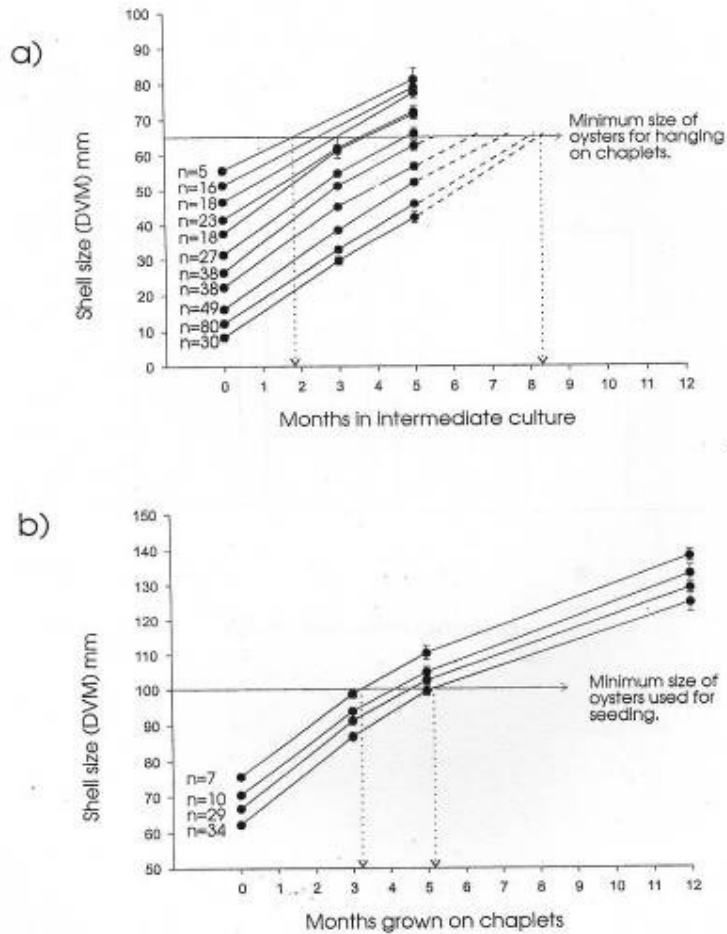 a)
Shell size (DVM) mm
100
90
80
70
60
50
40
30
20
10
0
n=5
n=16
n=18
n=23
n=18
n=27
n=38
n=38
n=49
n=80
n=30
Minimum size of
oysters for hanging
on chaplets.
0 1 2 3 4 5 6 7 8 9 10 11 12
Months in intermediate culture
b)
Shell size (DVM) mm
150
140
130
120
110
100
90
80
70
60
50
n=7
n=10
n=29
n=34
Minimum size of
oysters used for
seeding.
0 1 2 3 4 5 6 7 8 9 10 11 12
Months grown on chaplets